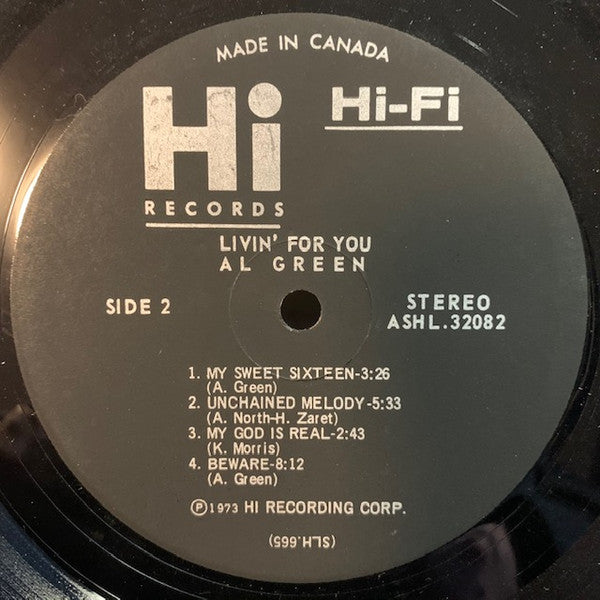 MADE IN CANADA
Hi
Hi-Fi
RECORDS
LIVIN' FOR YOU
AL GREEN
SIDE 2
STEREO
ASHL.32082
1. MY SWEET SIXTEEN-3:26
(A. Green)
2. UNCHAINED MELODY-5:33
(A. North-H. Zaret)
3. MY GOD IS REAL-2:43
(K. Morris)
4. BEWARE-8:12
(A. Green)
Ⓟ1973 HI RECORDING CORP.
(SLH.665)